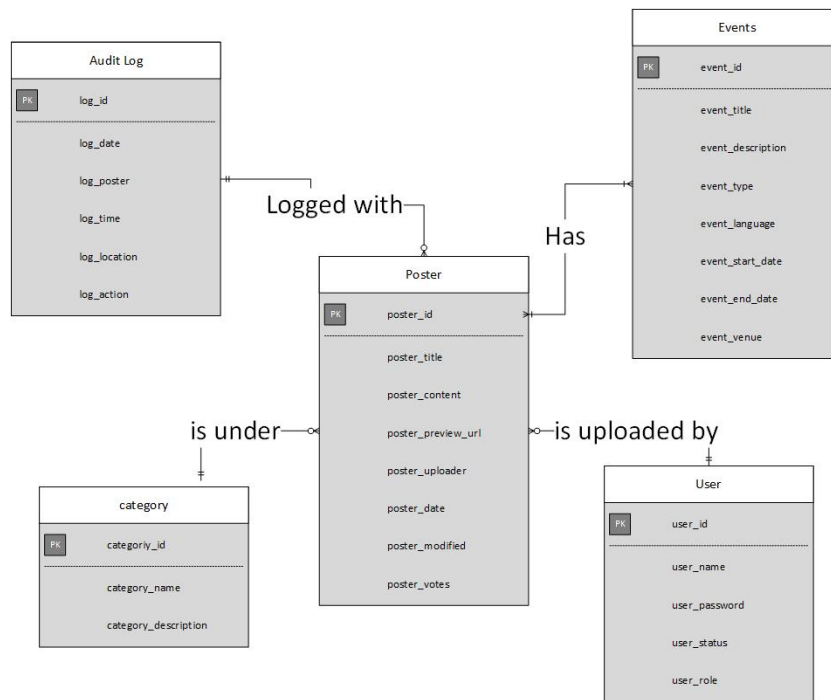 Audit Log
PK log_id
log_date
log_poster
log_time
log_location
log_action
Events
PK event_id
event_title
event_description
event_type
event_language
event_start_date
event_end_date
event_venue
Logged with
Has
Poster
PK poster_id
poster_title
poster_content
poster_preview_url
poster_uploader
poster_date
poster_modified
poster_votes
is under
is uploaded by
category
PK categoriy_id
category_name
category_description
User
PK user_id
user_name
user_password
user_status
user_role